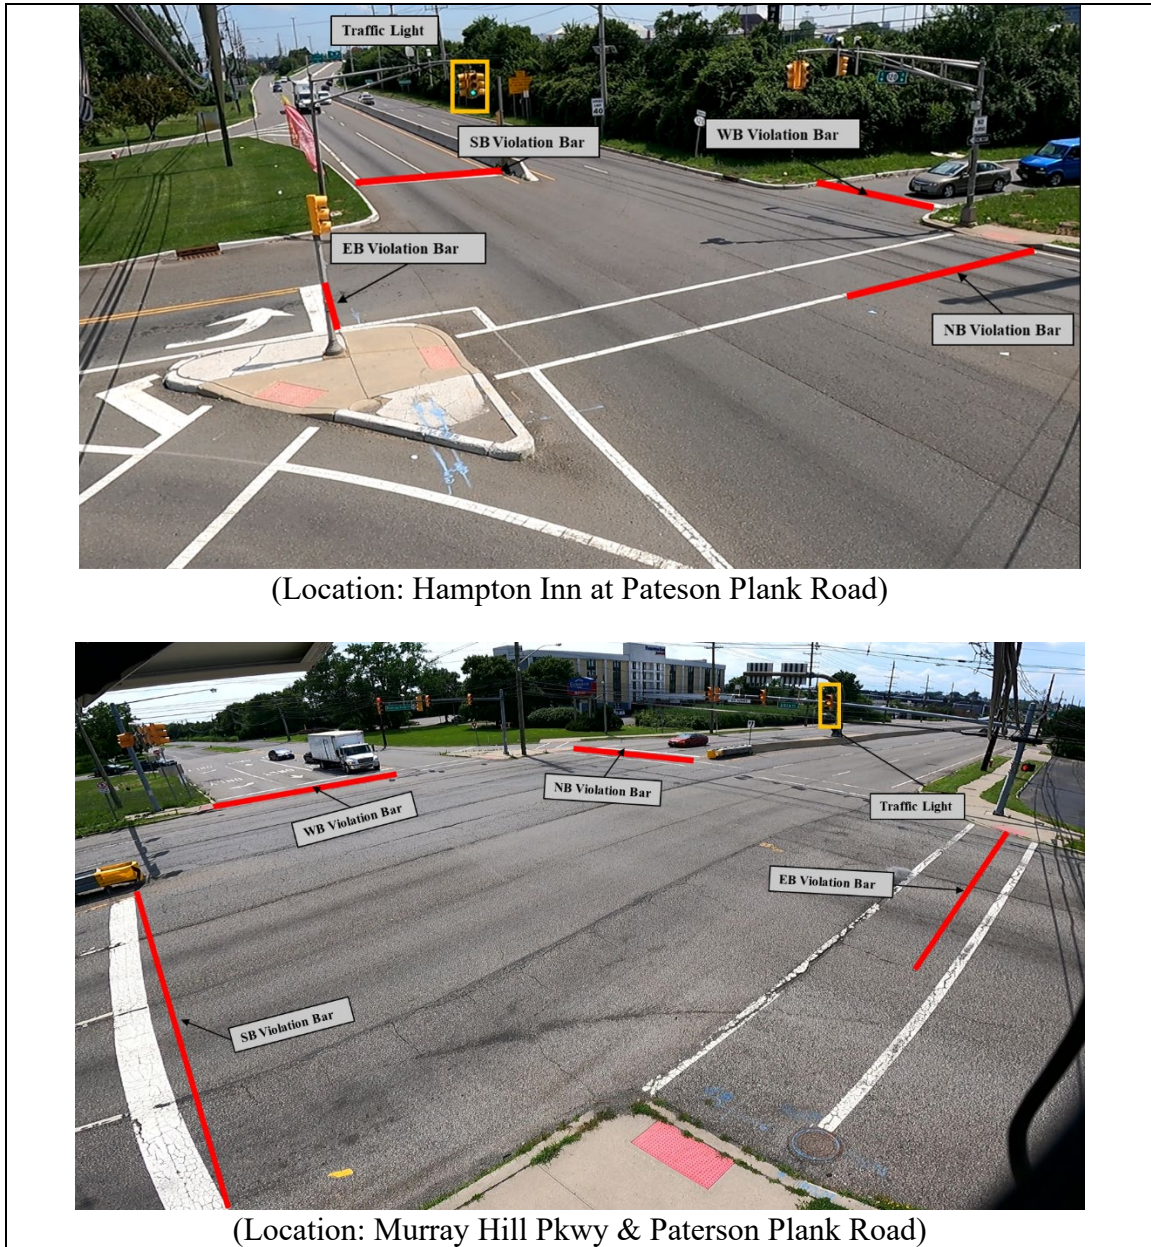 Traffic Light
SB Violation Bar
WB Violation Bar
EB Violation Bar
NB Violation Bar
(Location: Hampton Inn at Pateson Plank Road)
NB Violation Bar
WB Violation Bar
Traffic Light
EB Violation Bar
SB Violation Bar
(Location: Murray Hill Pkwy & Paterson Plank Road)